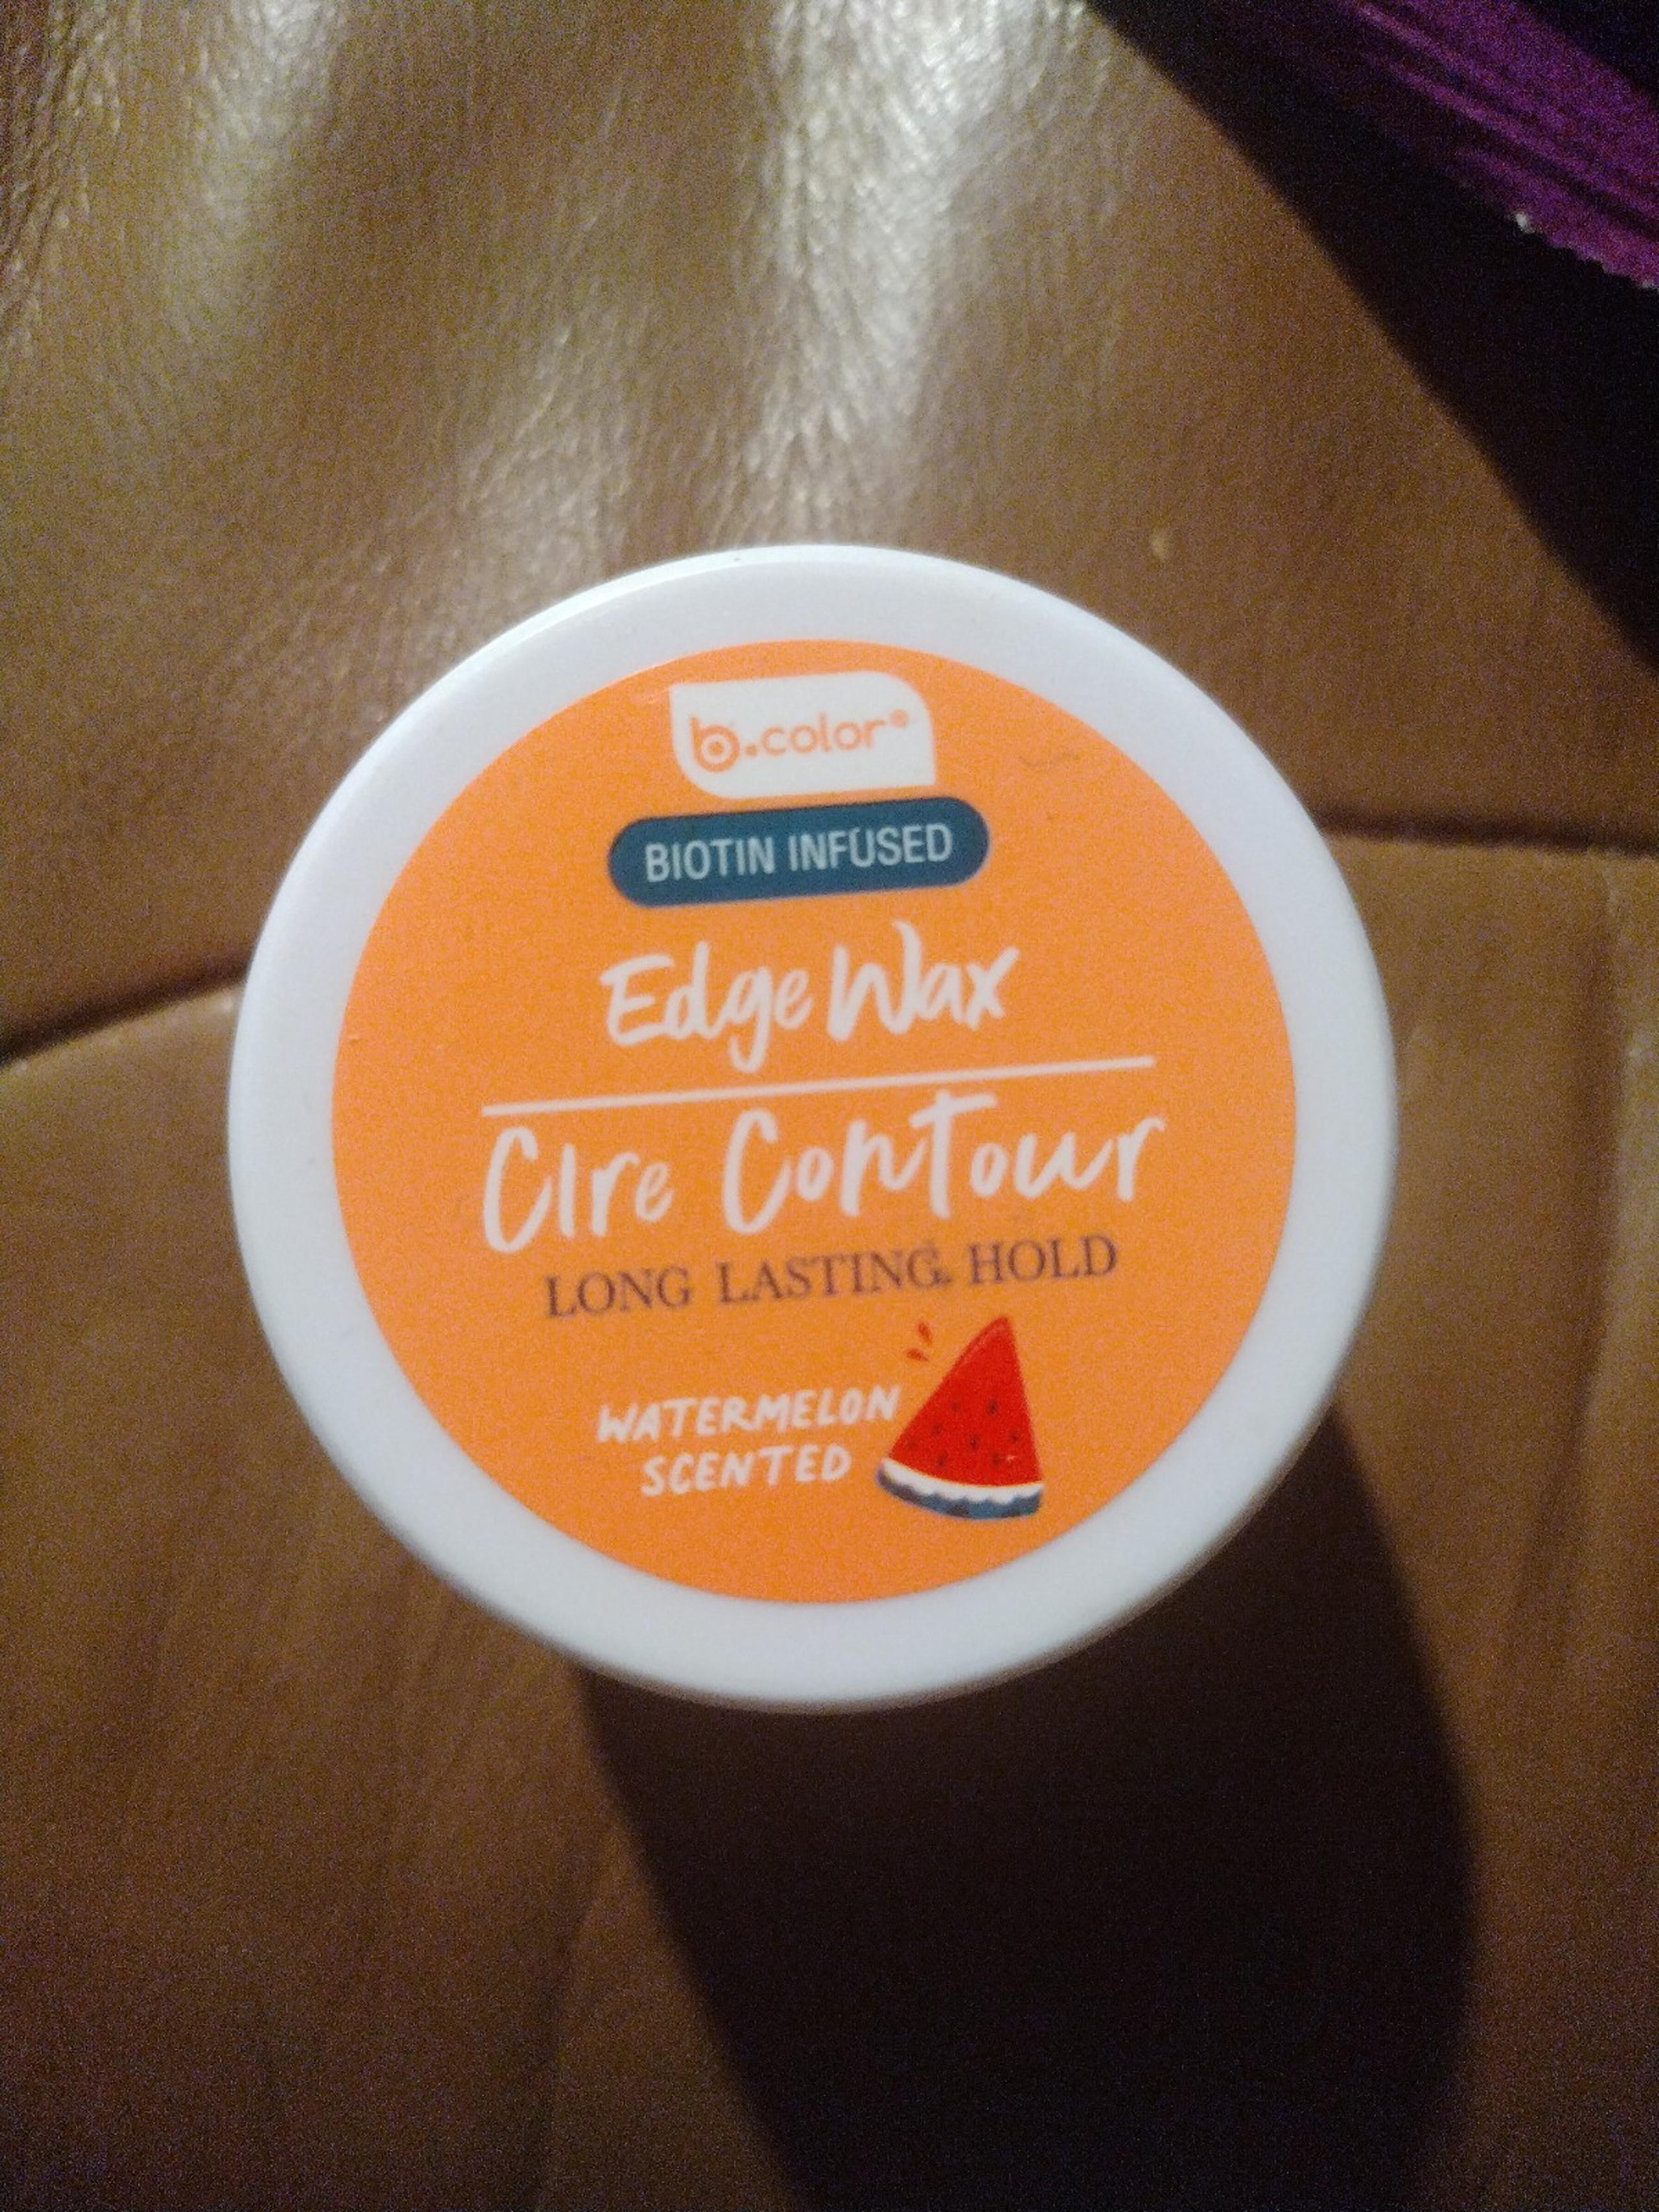 b.color®
BIOTIN INFUSED
Edge Wax
CIre Contour
LONG LASTING HOLD
WATERMELON
SCENTED